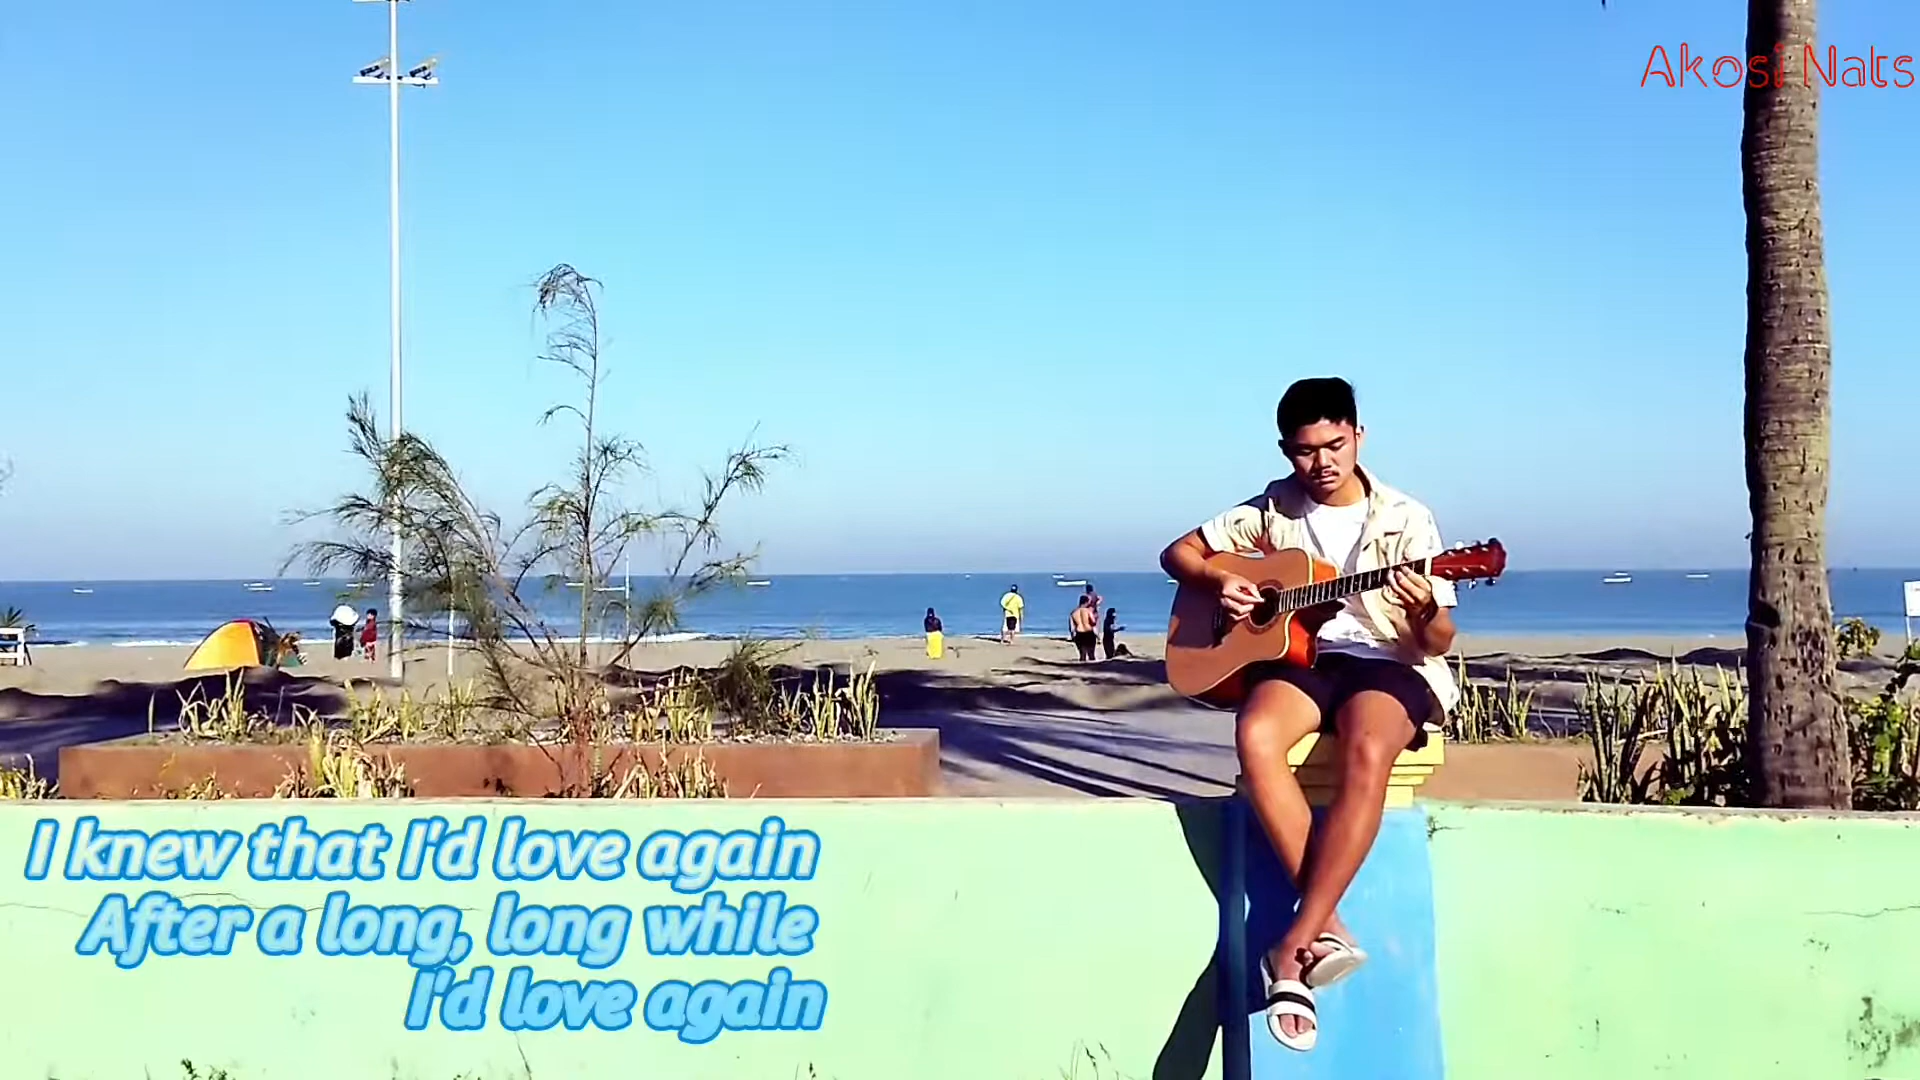 Akosi Nats
I knew that I'd love again
After a long, long while
I'd love again